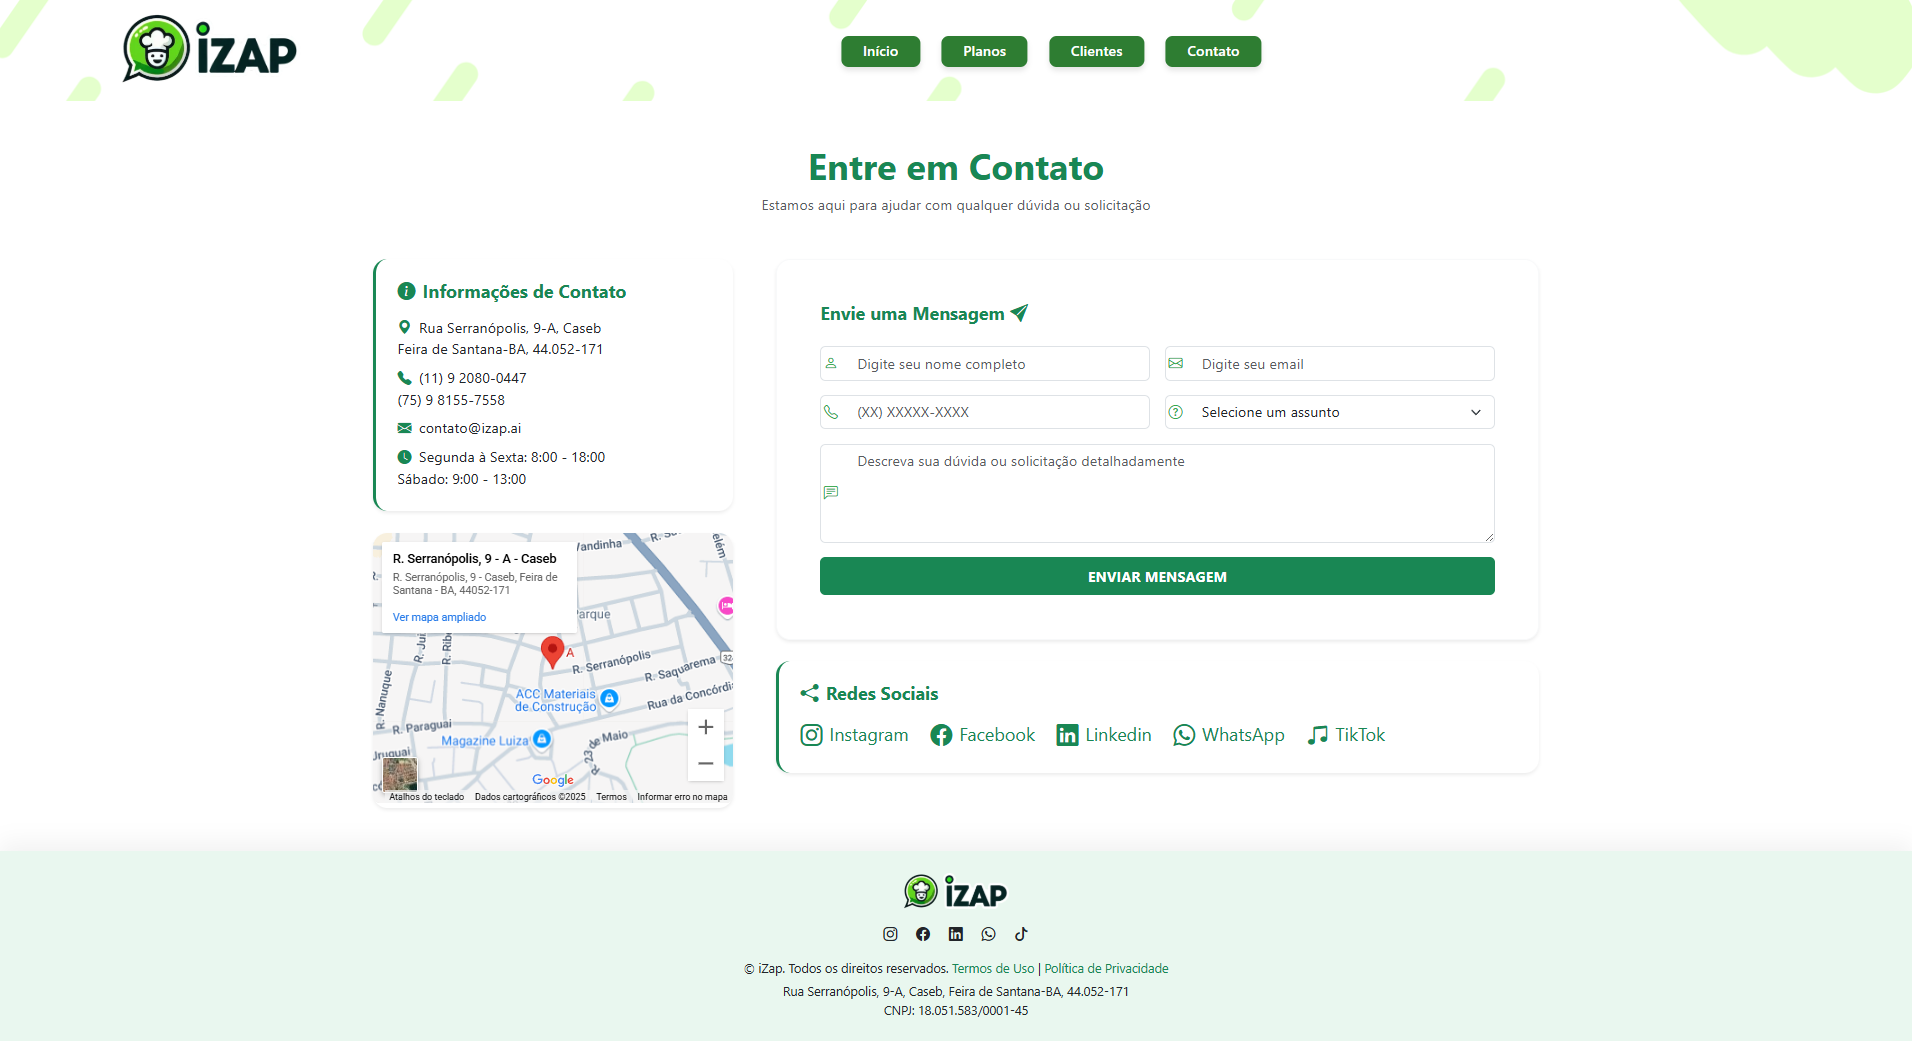 iZAP
Início
Planos
Clientes
Contato
Entre em Contato
Estamos aqui para ajudar com qualquer dúvida ou solicitação
Informações de Contato
Rua Serranópolis, 9-A, Caseb
Feira de Santana-BA, 44.052-171
(11) 9 2080-0447
(75) 9 8155-7558
contato@izap.ai
Segunda à Sexta: 8:00 - 18:00
Sábado: 9:00 - 13:00
R. Serranópolis, 9 - A - Caseb
R. Serranópolis, 9 - Caseb, Feira de
Santana - BA, 44052-171
Ver mapa ampliado
Vandinha
elém
arque
A
R. Serranópolis
R. Saquarema
324
Rua da Concórdi
ACC Materiais
de Construção
R. Nanuque
R. Paraguai
Uruguai
Magazine Luiza
R. 23 de Maio
Google
Atalhos do teclado
Dados cartográficos ©2025
Termos
Informar erro no mapa
Envie uma Mensagem
Digite seu nome completo
Digite seu email
(XX) XXXXX-XXXX
Selecione um assunto
Descreva sua dúvida ou solicitação detalhadamente
ENVIAR MENSAGEM
Redes Sociais
Instagram
Facebook
Linkedin
WhatsApp
TikTok
iZAP
© iZap. Todos os direitos reservados. Termos de Uso | Política de Privacidade
Rua Serranópolis, 9-A, Caseb, Feira de Santana-BA, 44.052-171
CNPJ: 18.051.583/0001-45